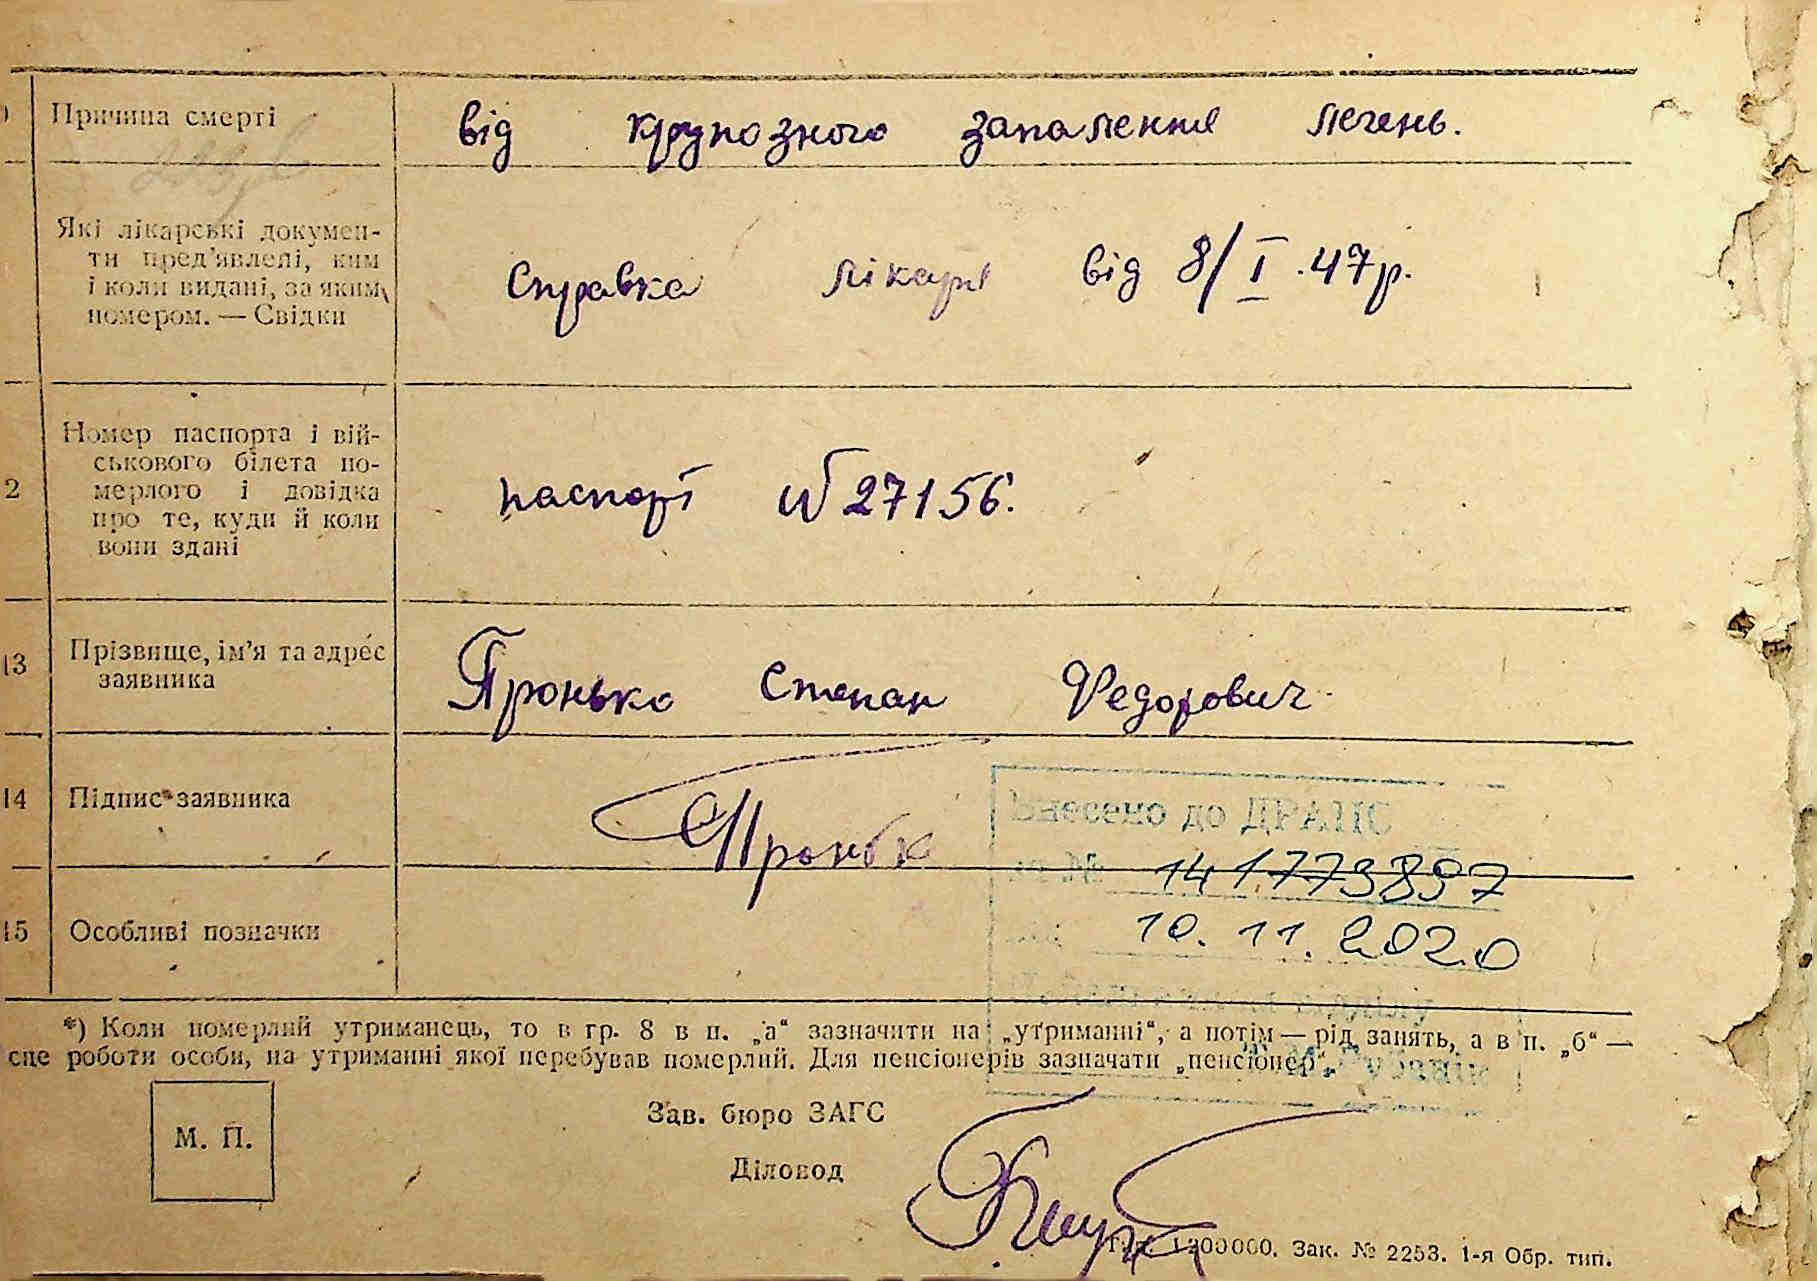 Причина смерті
від крупозного запалення легень.
Які лікарські докумен-
ти пред'явлені, ким
і коли видані, за яким
номером. — Свідки
Справка лікаря від 8/I.47р.
2
Номер паспорта і вій-
ськового білета по-
мерлого і довідка
про те, куди й коли
вони здані
паспорт №27156.
13
Прізвище, ім'я та адрес
заявника
Пронько Степан Федорович
14
Підпис заявника
Внесено до ДРАЦС
за № 141773897
15
Особливі позначки
від 10.11.2020
*) Коли померлий утриманець, то в гр. 8 в п. „а“ зазначити на „утриманні“, а потім — рід занять, а в п. „б“ —
сце роботи особи, на утриманні якої перебував померлий. Для пенсіонерів зазначати „пенсіонер“.
М. П.
Зав. бюро ЗАГС
Діловод
1200000. Зак. № 2253. 1-я Обр. тип.